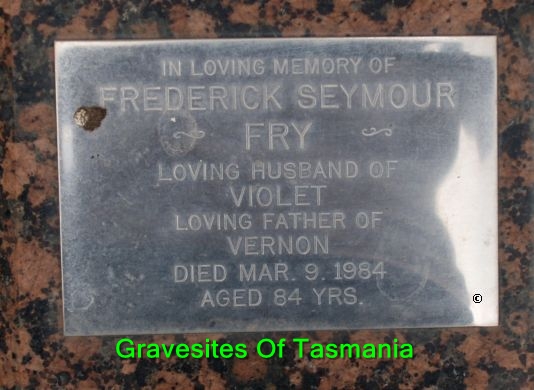 IN LOVING MEMORY OF
FREDERICK SEYMOUR
FRY
LOVING HUSBAND OF
VIOLET
LOVING FATHER OF
VERNON
DIED MAR. 9. 1984
AGED 84 YRS.
©
Gravesites Of Tasmania